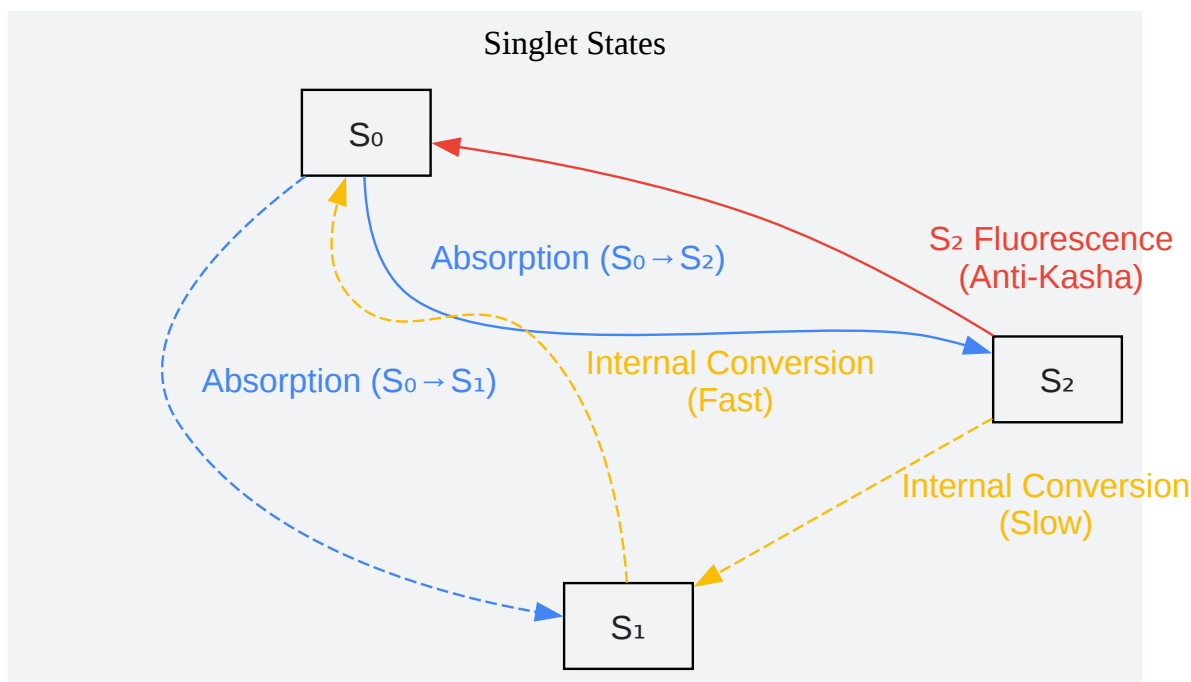 Singlet States
S₀
S₂ Fluorescence
(Anti-Kasha)
Absorption (S₀→S₂)
Internal Conversion
(Fast)
Absorption (S₀→S₁)
S₂
Internal Conversion
(Slow)
S₁